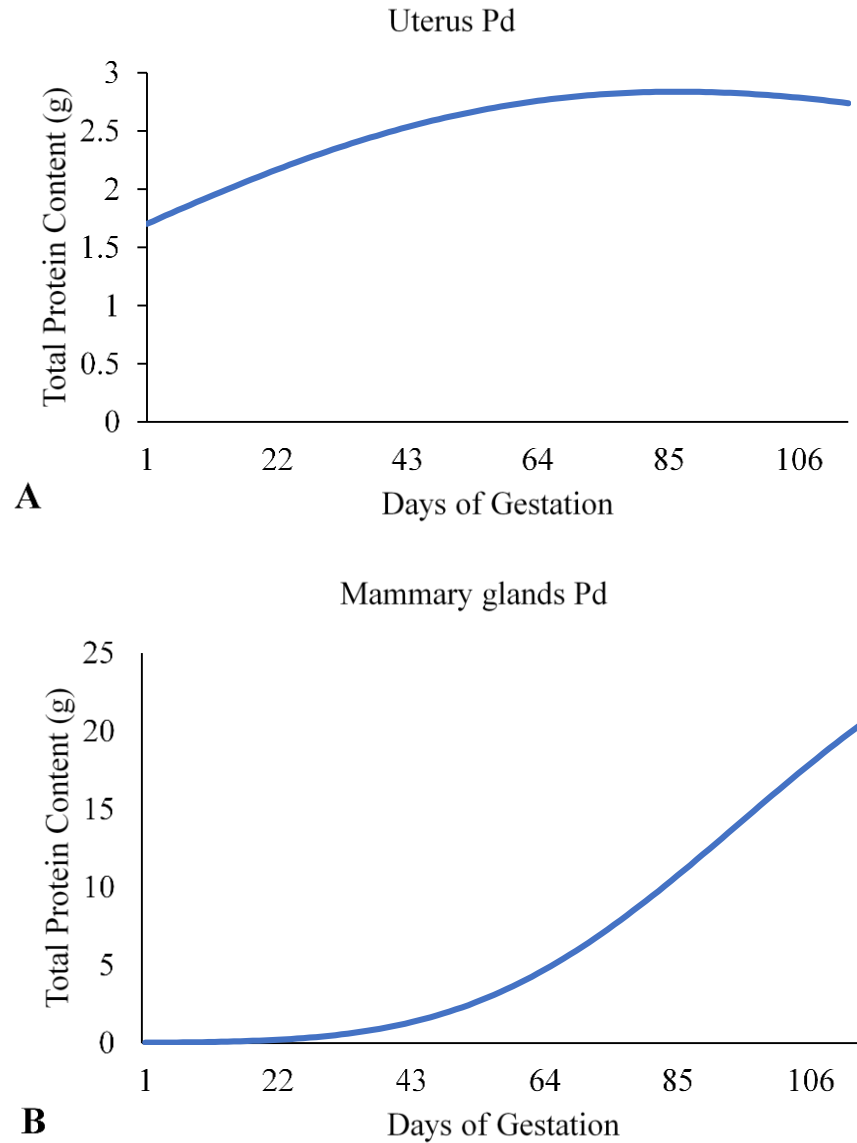 Uterus Pd
Total Protein Content (g)
3
2.5
2
1.5
1
0.5
0
1 22 43 64 85 106
A
Days of Gestation
Mammary glands Pd
Total Protein Content (g)
25
20
15
10
5
0
1 22 43 64 85 106
B
Days of Gestation